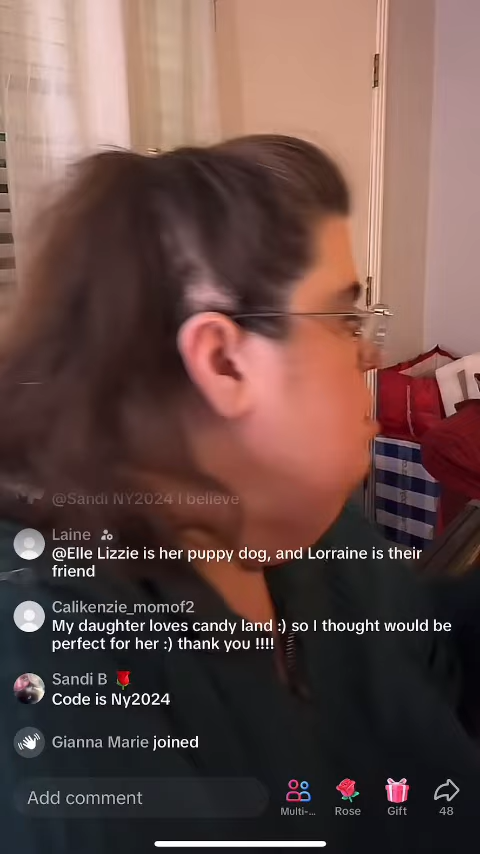 @Sandi NY2024 I believe
Laine
@Elle Lizzie is her puppy dog, and Lorraine is their
friend
Calikenzie_momof2
My daughter loves candy land :) so I thought would be
perfect for her :) thank you !!!!
Sandi B 🌹
Code is Ny2024
Gianna Marie joined
Add comment
Multi-...
Rose
Gift
48